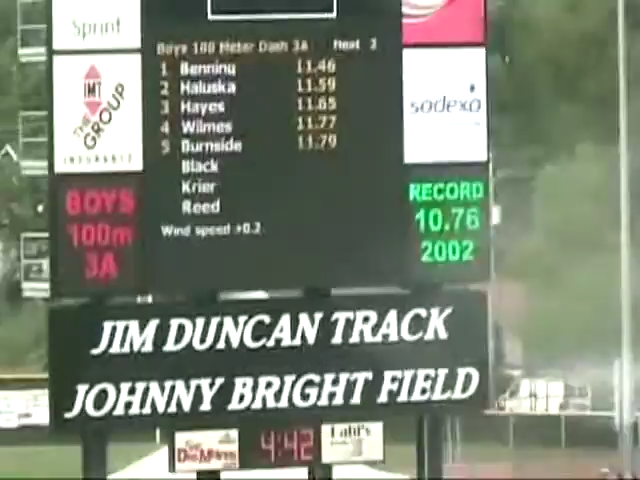 Sprint
Boys 100 Meter Dash 3A Heat 2
1 Benning 11.46
2 Haluska 11.59
3 Hayes 11.65
4 Wilmes 11.77
5 Burnside 11.79
Black
Krier
Reed
Wind speed +0.2
IMT
THE GROUP
INSURANCE
sodexo
BOYS
100m
3A
RECORD
10.76
2002
JIM DUNCAN TRACK
JOHNNY BRIGHT FIELD
4:42